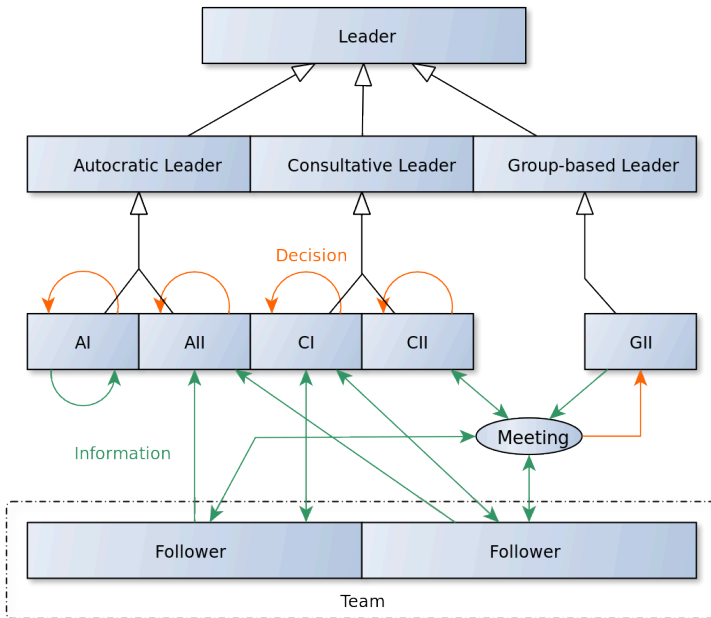 Leader
Autocratic Leader
Consultative Leader
Group-based Leader
Decision
AI
AII
CI
CII
GII
Meeting
Information
Follower
Follower
Team